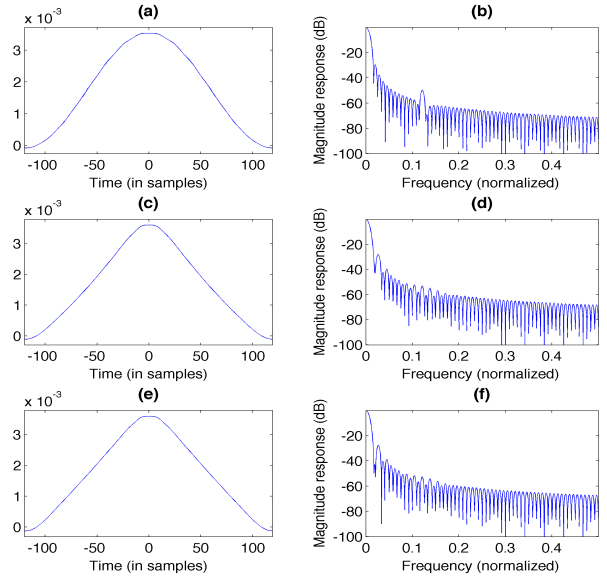 (a)
x 10-3
3
2
1
0
-100 -50 0 50 100
Time (in samples)
(b)
Magnitude response (dB)
-20
-40
-60
-80
-100
0 0.1 0.2 0.3 0.4
Frequency (normalized)
(c)
x 10-3
3
2
1
0
-100 -50 0 50 100
Time (in samples)
(d)
Magnitude response (dB)
-20
-40
-60
-80
-100
0 0.1 0.2 0.3 0.4
Frequency (normalized)
(e)
x 10-3
3
2
1
0
-100 -50 0 50 100
Time (in samples)
(f)
Magnitude response (dB)
-20
-40
-60
-80
-100
0 0.1 0.2 0.3 0.4
Frequency (normalized)